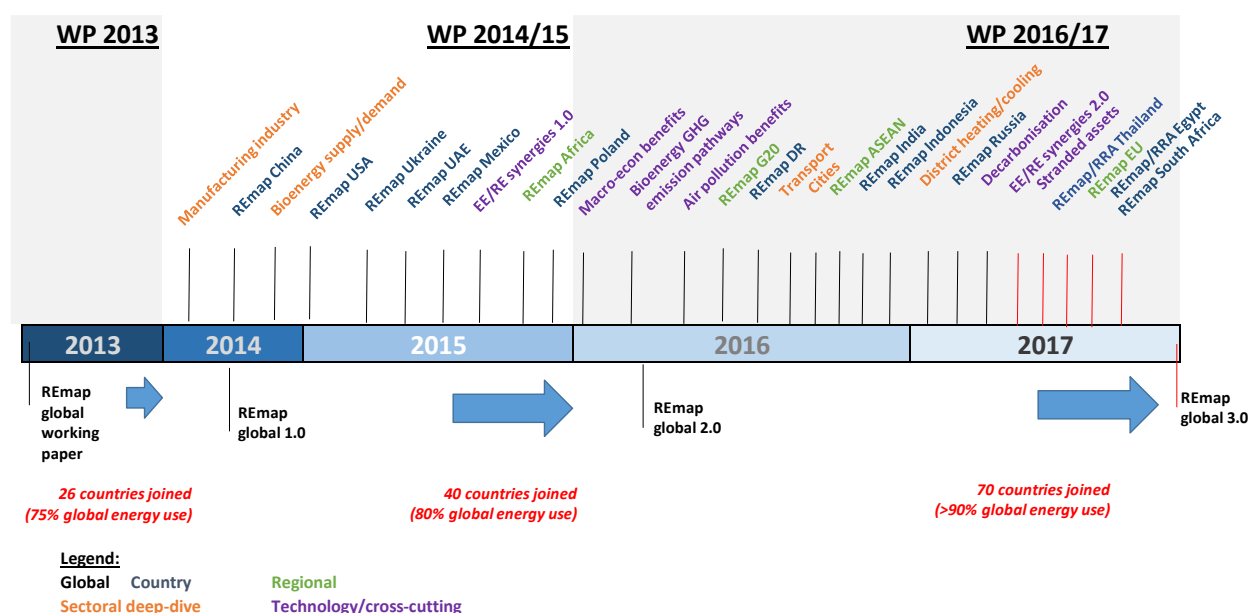 WP 2013
WP 2014/15
WP 2016/17
Manufacturing industry
REmap China
Bioenergy supply/demand
REmap USA
REmap Ukraine
REmap UAE
REmap Mexico
EE/RE synergies 1.0
REmap Africa
REmap Poland
Macro-econ benefits
Bioenergy GHG
emission pathways
Air pollution benefits
REmap G20
REmap DR
Transport
Cities
REmap ASEAN
REmap India
REmap Indonesia
District heating/cooling
REmap Russia
Decarbonisation
EE/RE synergies 2.0
Stranded assets
REmap/RRA Thailand
REmap EU
REmap/RRA Egypt
REmap South Africa
2013
2014
2015
2016
2017
REmap
global
working
paper
REmap
global 1.0
REmap
global 2.0
REmap
global 3.0
26 countries joined
(75% global energy use)
40 countries joined
(80% global energy use)
70 countries joined
(>90% global energy use)
Legend:
Global Country Regional
Sectoral deep-dive Technology/cross-cutting